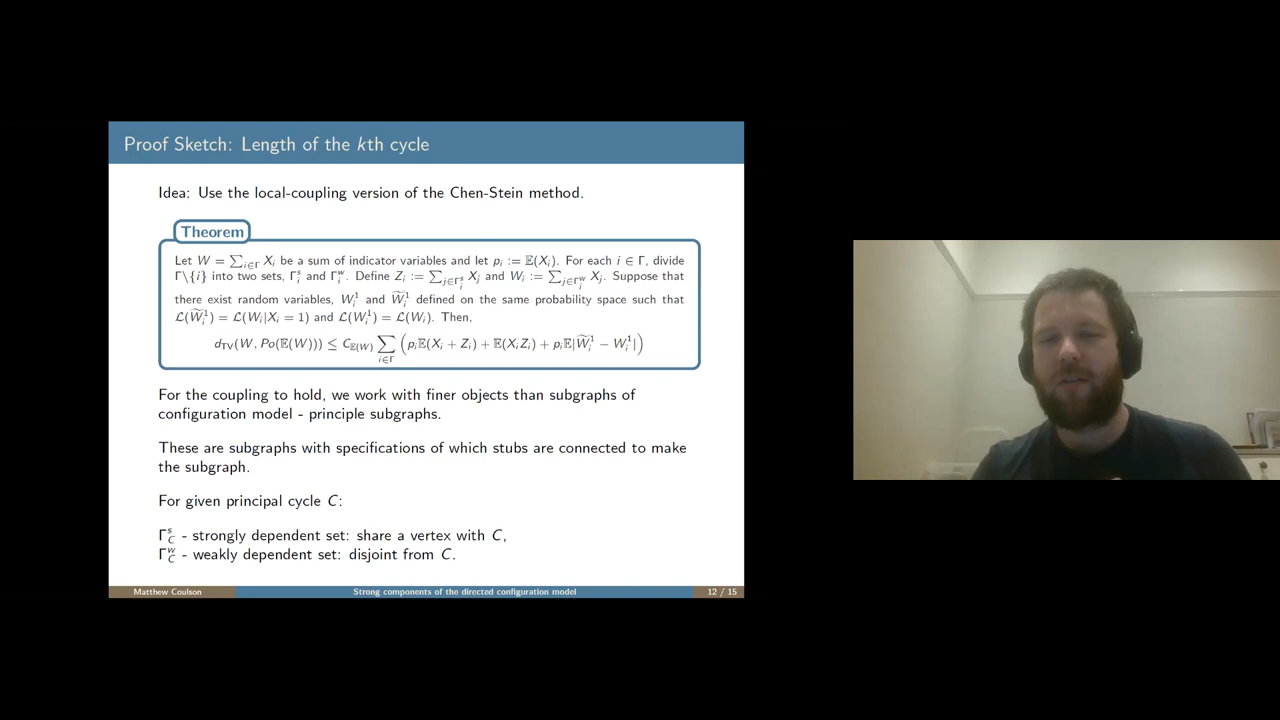 Proof Sketch: Length of the kth cycle
Idea: Use the local-coupling version of the Chen-Stein method.
Theorem
Let W = ∑_{i∈Γ} X_i be a sum of indicator variables and let p_i := 𝔼(X_i). For each i ∈ Γ, divide
Γ\{i} into two sets, Γ_i^s and Γ_i^w. Define Z_i := ∑_{j∈Γ_i^s} X_j and W_i := ∑_{j∈Γ_i^w} X_j. Suppose that
there exist random variables, W_i^1 and W̃_i^1 defined on the same probability space such that
ℒ(W̃_i^1) = ℒ(W_i|X_i = 1) and ℒ(W_i^1) = ℒ(W_i). Then,
d_TV(W, Po(𝔼(W))) ≤ C_{𝔼(W)} ∑_{i∈Γ} (p_i𝔼(X_i + Z_i) + 𝔼(X_iZ_i) + p_i𝔼|W̃_i^1 − W_i^1|)
For the coupling to hold, we work with finer objects than subgraphs of
configuration model - principle subgraphs.
These are subgraphs with specifications of which stubs are connected to make
the subgraph.
For given principal cycle C:
Γ_C^s - strongly dependent set: share a vertex with C,
Γ_C^w - weakly dependent set: disjoint from C.
Matthew Coulson
Strong components of the directed configuration model
12 / 15